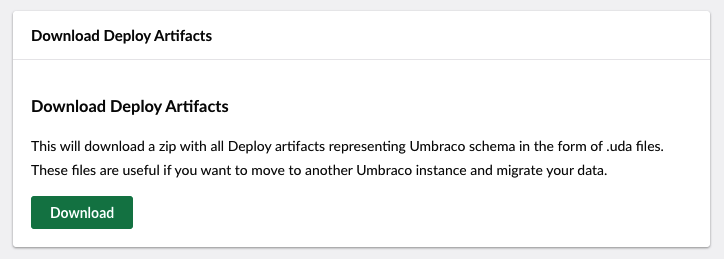 Download Deploy Artifacts
Download Deploy Artifacts
This will download a zip with all Deploy artifacts representing Umbraco schema in the form of .uda files.
These files are useful if you want to move to another Umbraco instance and migrate your data.
Download